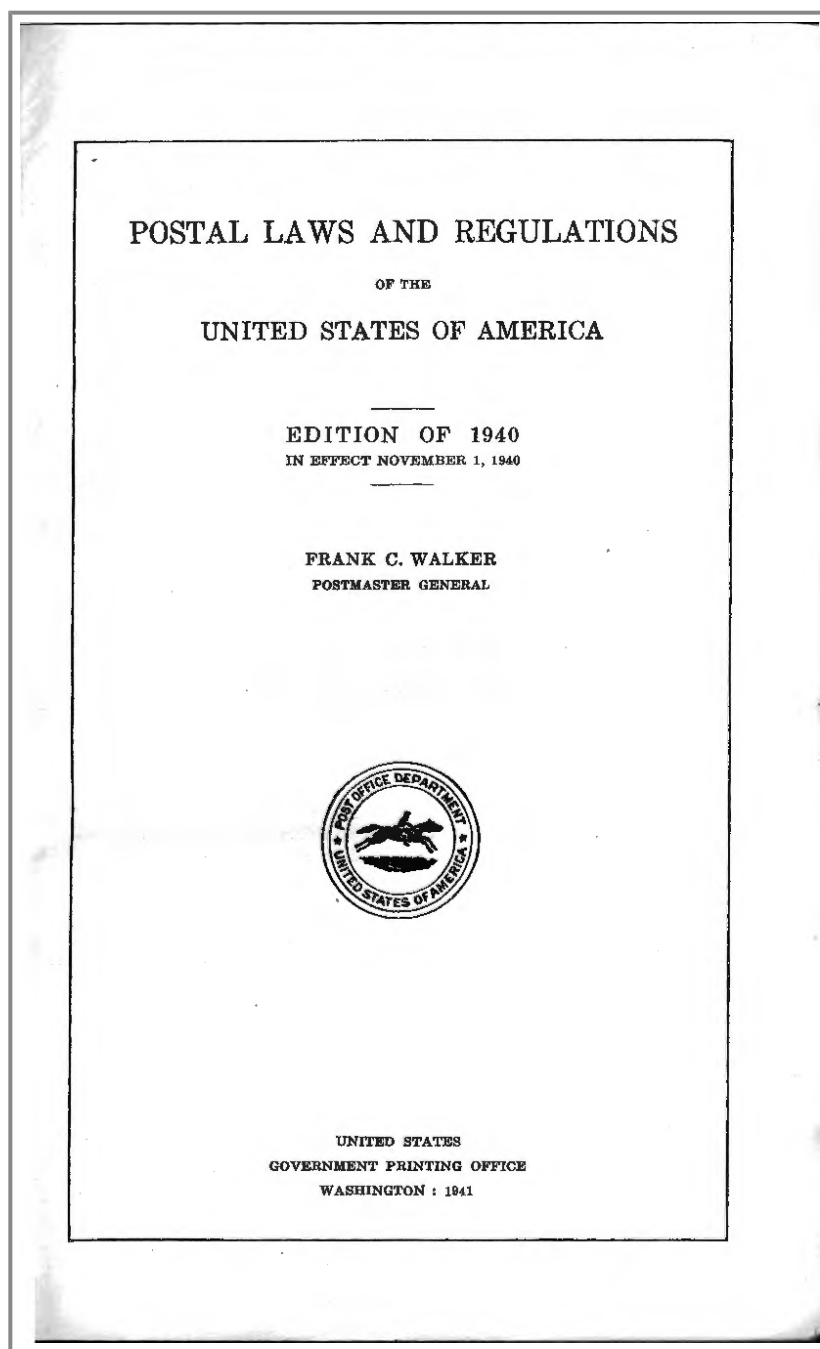 POSTAL LAWS AND REGULATIONS
OF THE
UNITED STATES OF AMERICA
EDITION OF 1940
IN EFFECT NOVEMBER 1, 1940
FRANK C. WALKER
POSTMASTER GENERAL
POST OFFICE DEPARTMENT
★ UNITED STATES OF AMERICA ★
UNITED STATES
GOVERNMENT PRINTING OFFICE
WASHINGTON : 1941